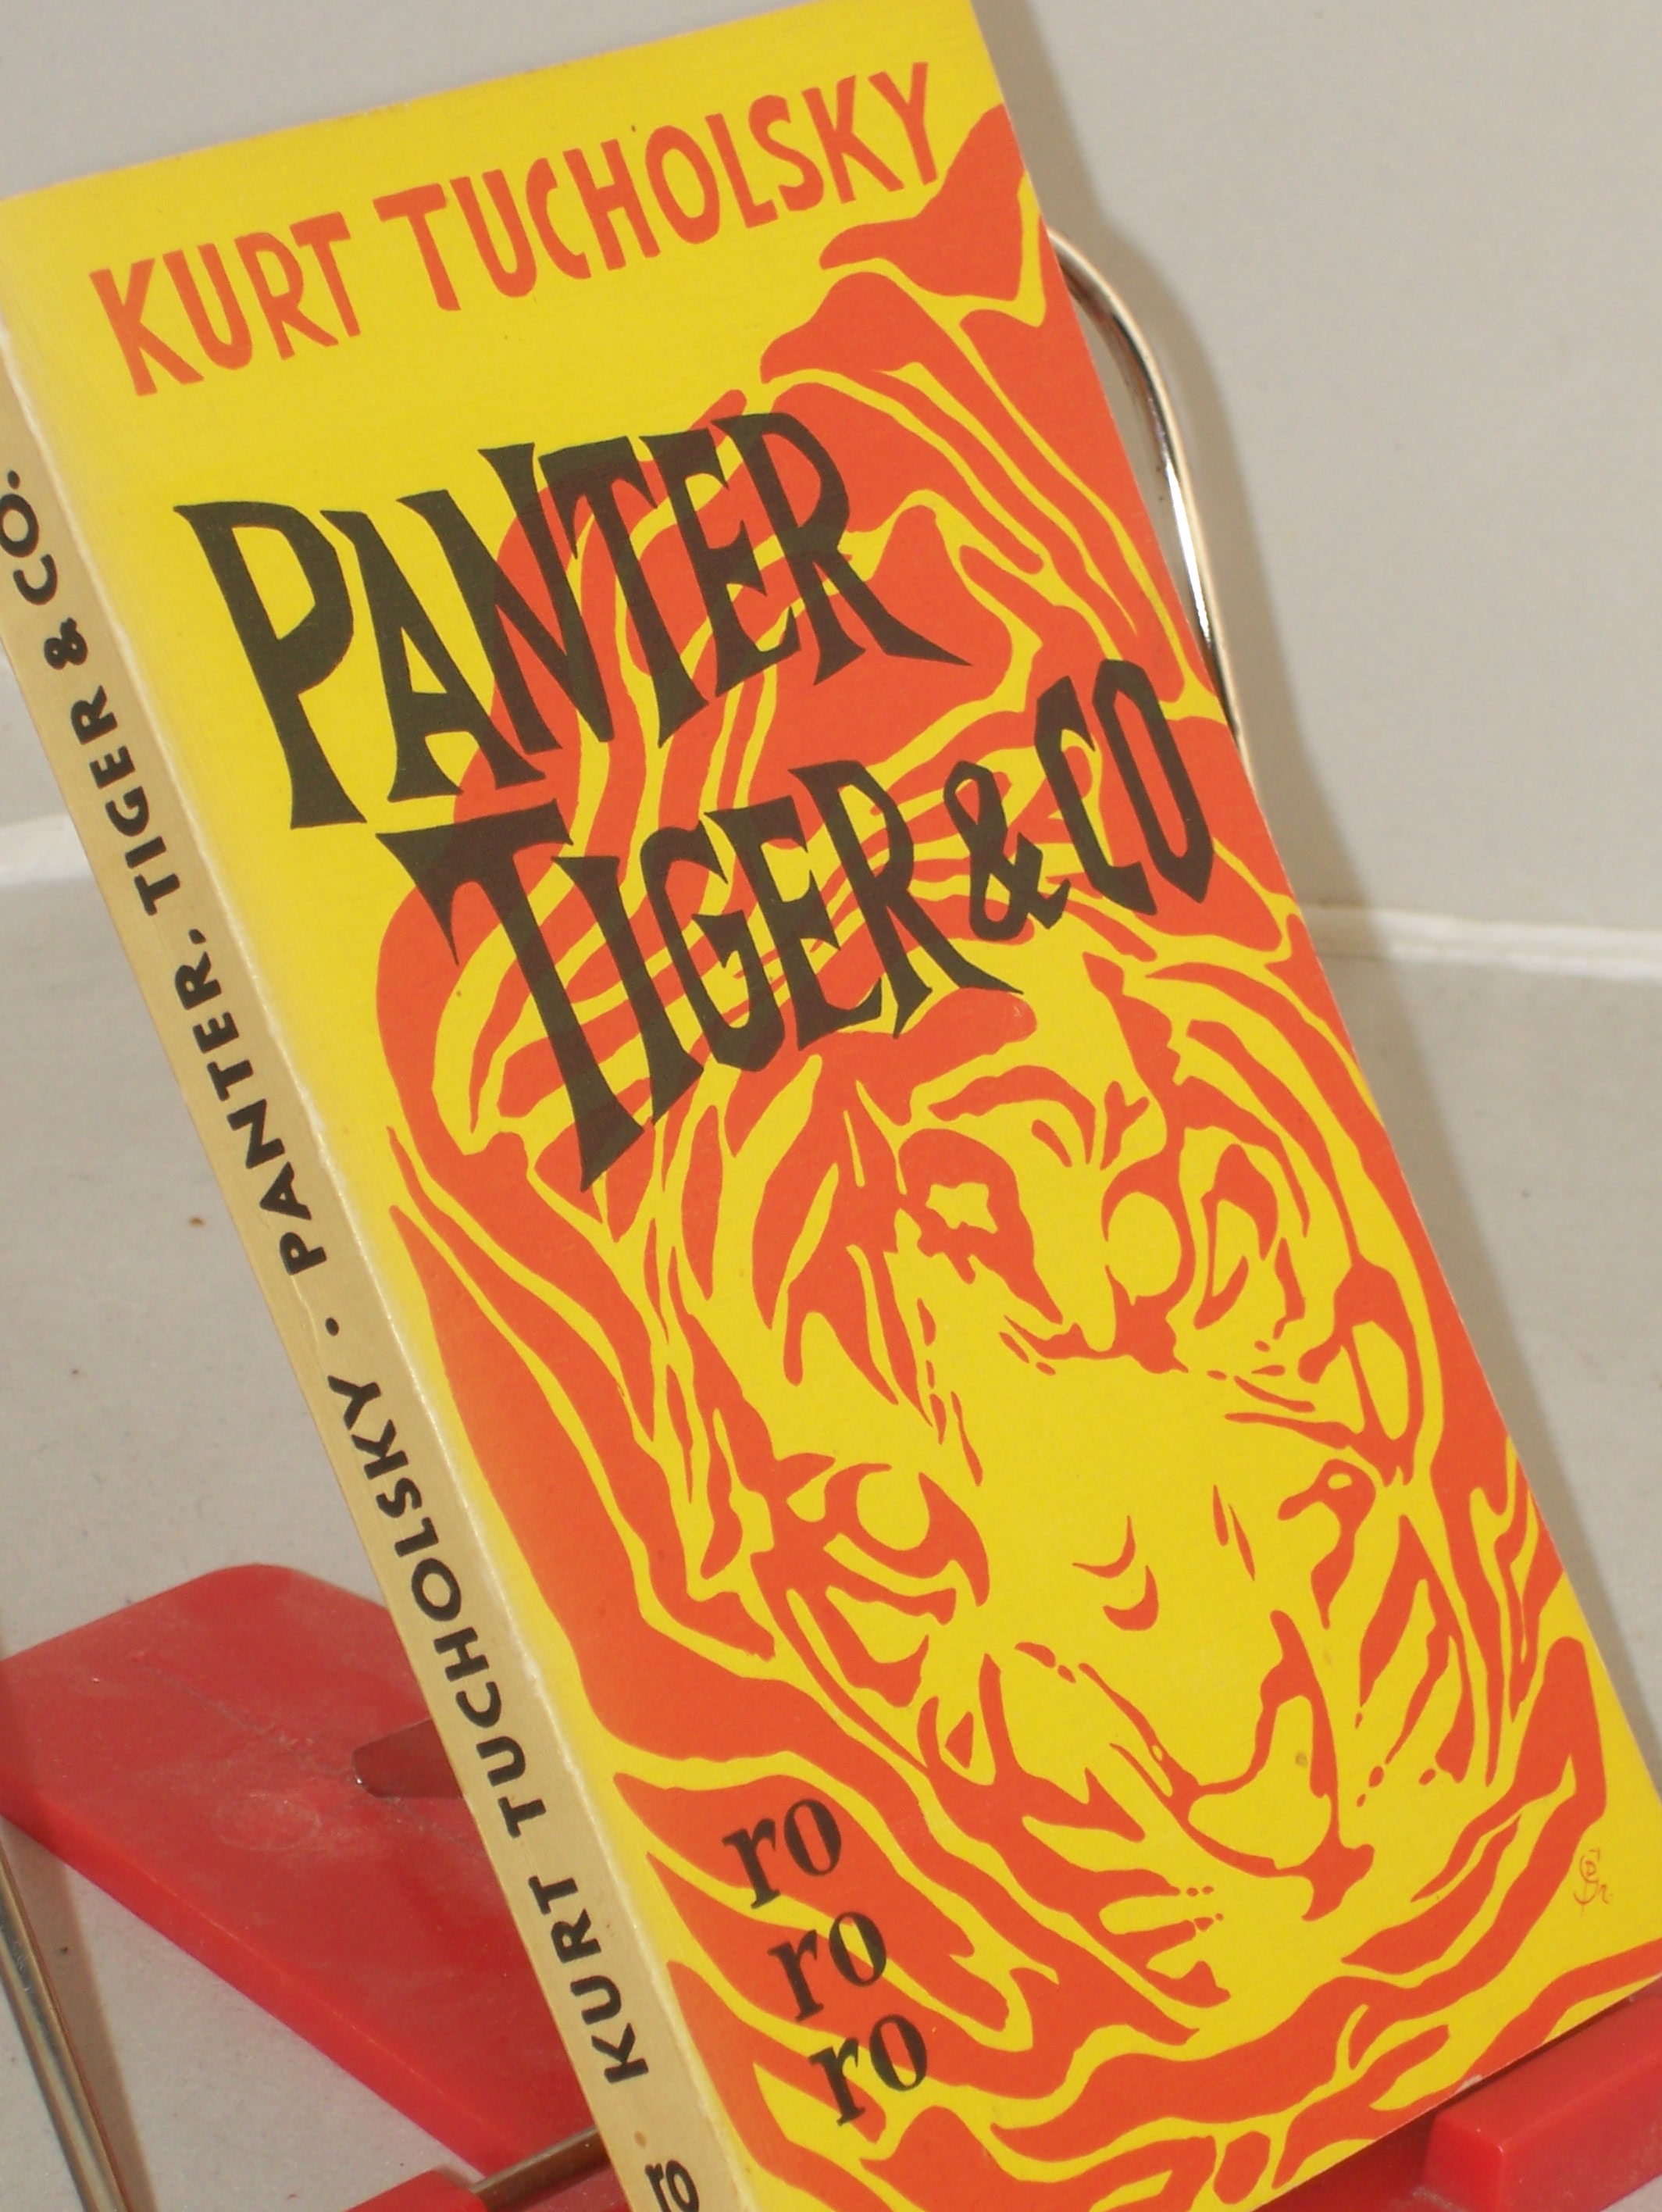 KURT TUCHOLSKY
PANTER
TIGER & CO
ro
ro
ro
KURT TUCHOLSKY · PANTER, TIGER & CO.